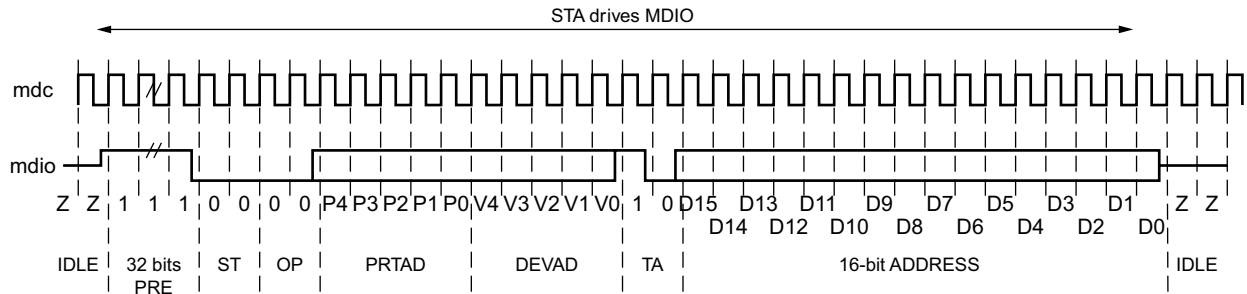 STA drives MDIO
mdc
mdio
Z Z 1 1 1 0 0 0 0 P4 P3 P2 P1 P0 V4 V3 V2 V1 V0 1 0 D15 D13 D11 D9 D7 D5 D3 D1 Z Z
D14 D12 D10 D8 D6 D4 D2 D0
IDLE 32 bits ST OP PRTAD DEVAD TA 16-bit ADDRESS IDLE
PRE